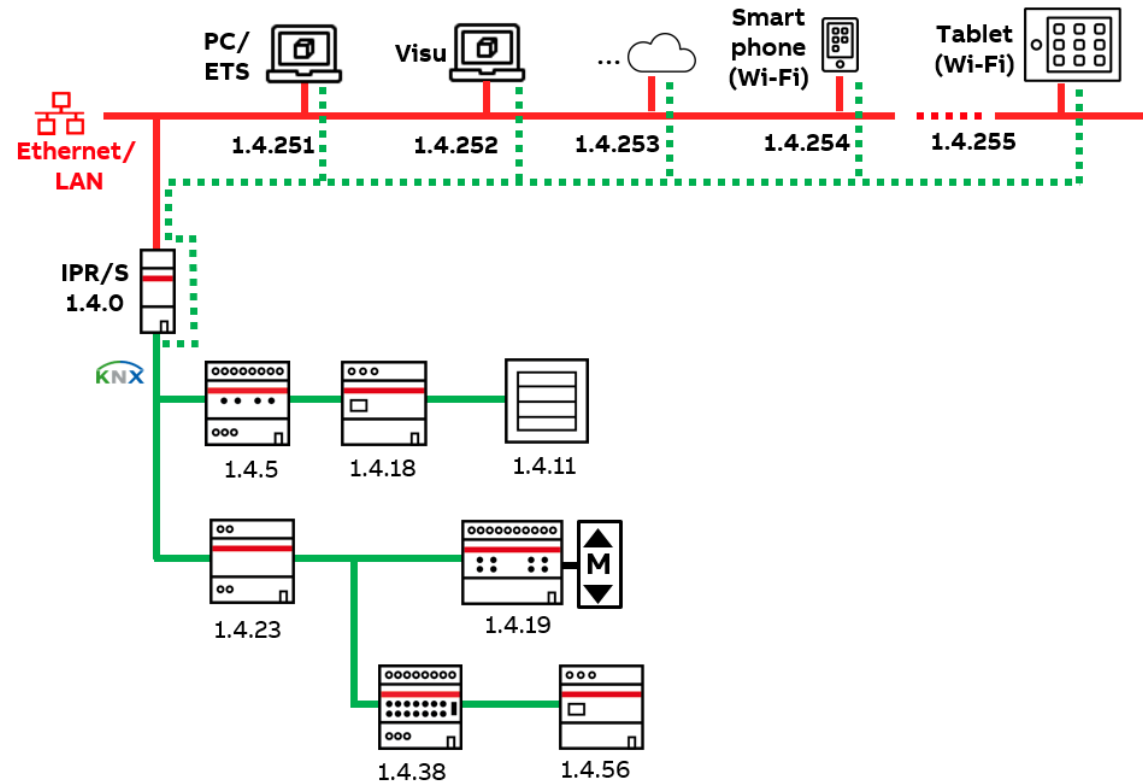 PC/
ETS
Visu
...
Smart
phone
(Wi-Fi)
Tablet
(Wi-Fi)
Ethernet/
LAN
1.4.251
1.4.252
1.4.253
1.4.254
1.4.255
IPR/S
1.4.0
KNX
1.4.5
1.4.18
1.4.11
M
1.4.23
1.4.19
1.4.38
1.4.56